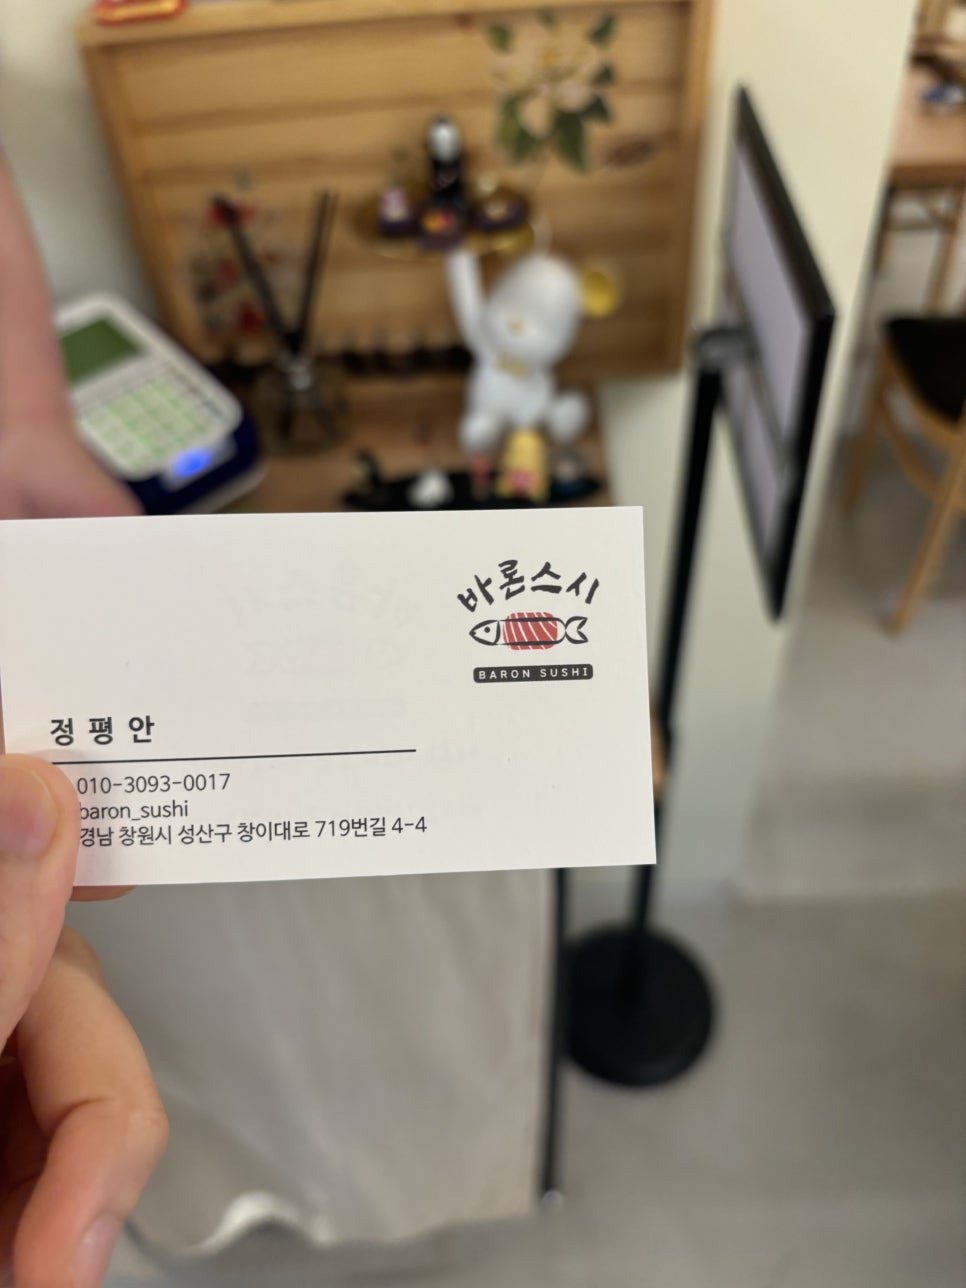 바론스시
BARON SUSHI
정평안
010-3093-0017
baron_sushi
경남 창원시 성산구 창이대로 719번길 4-4